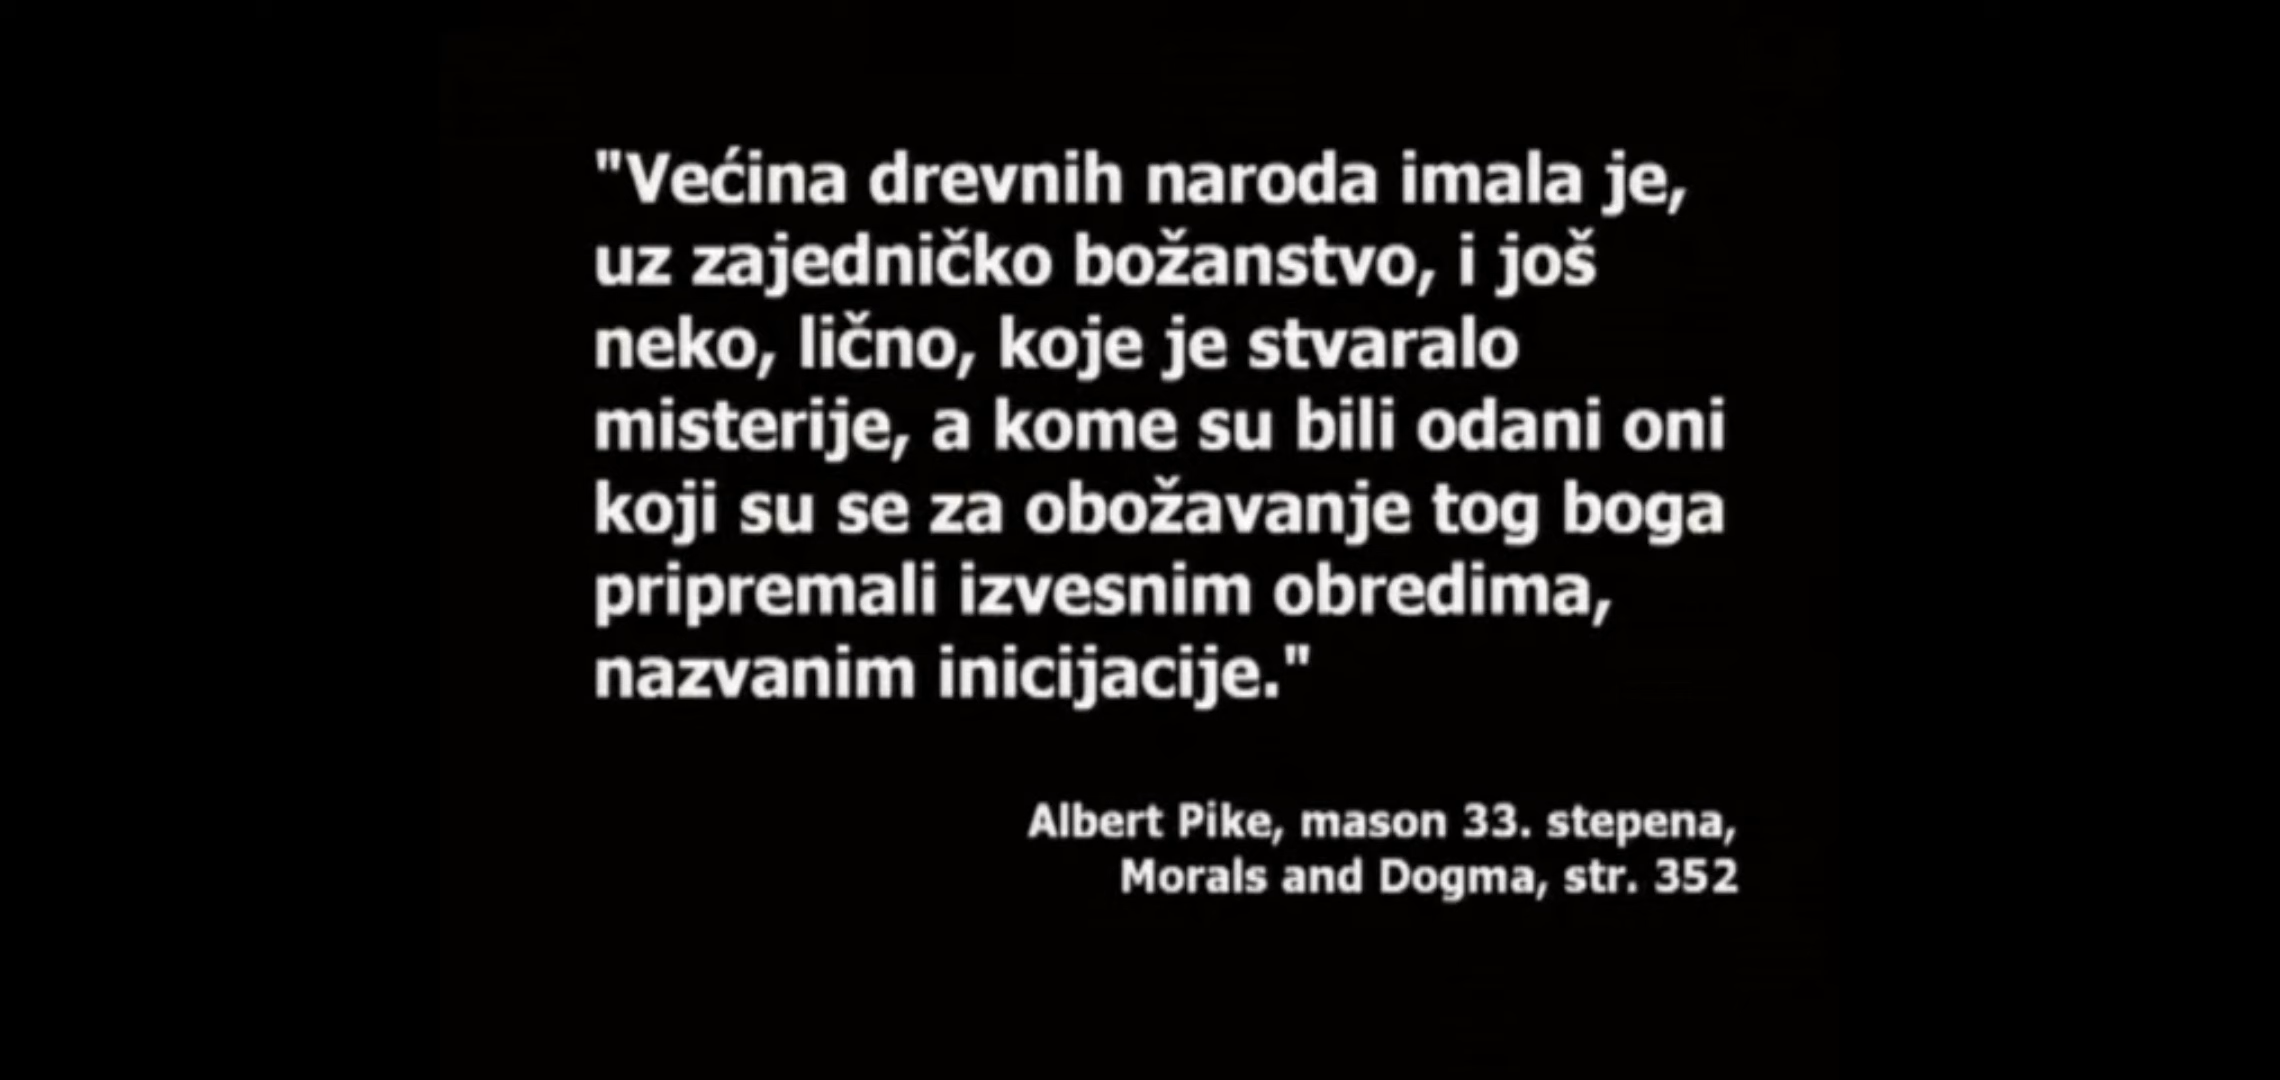 "Većina drevnih naroda imala je,
uz zajedničko božanstvo, i još
neko, lično, koje je stvaralo
misterije, a kome su bili odani oni
koji su se za obožavanje tog boga
pripremali izvesnim obredima,
nazvanim inicijacije."
Albert Pike, mason 33. stepena,
Morals and Dogma, str. 352